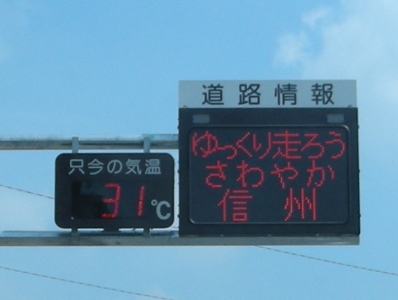 道路情報
ゆっくり走ろう
さわやか
信州
只今の気温
31℃